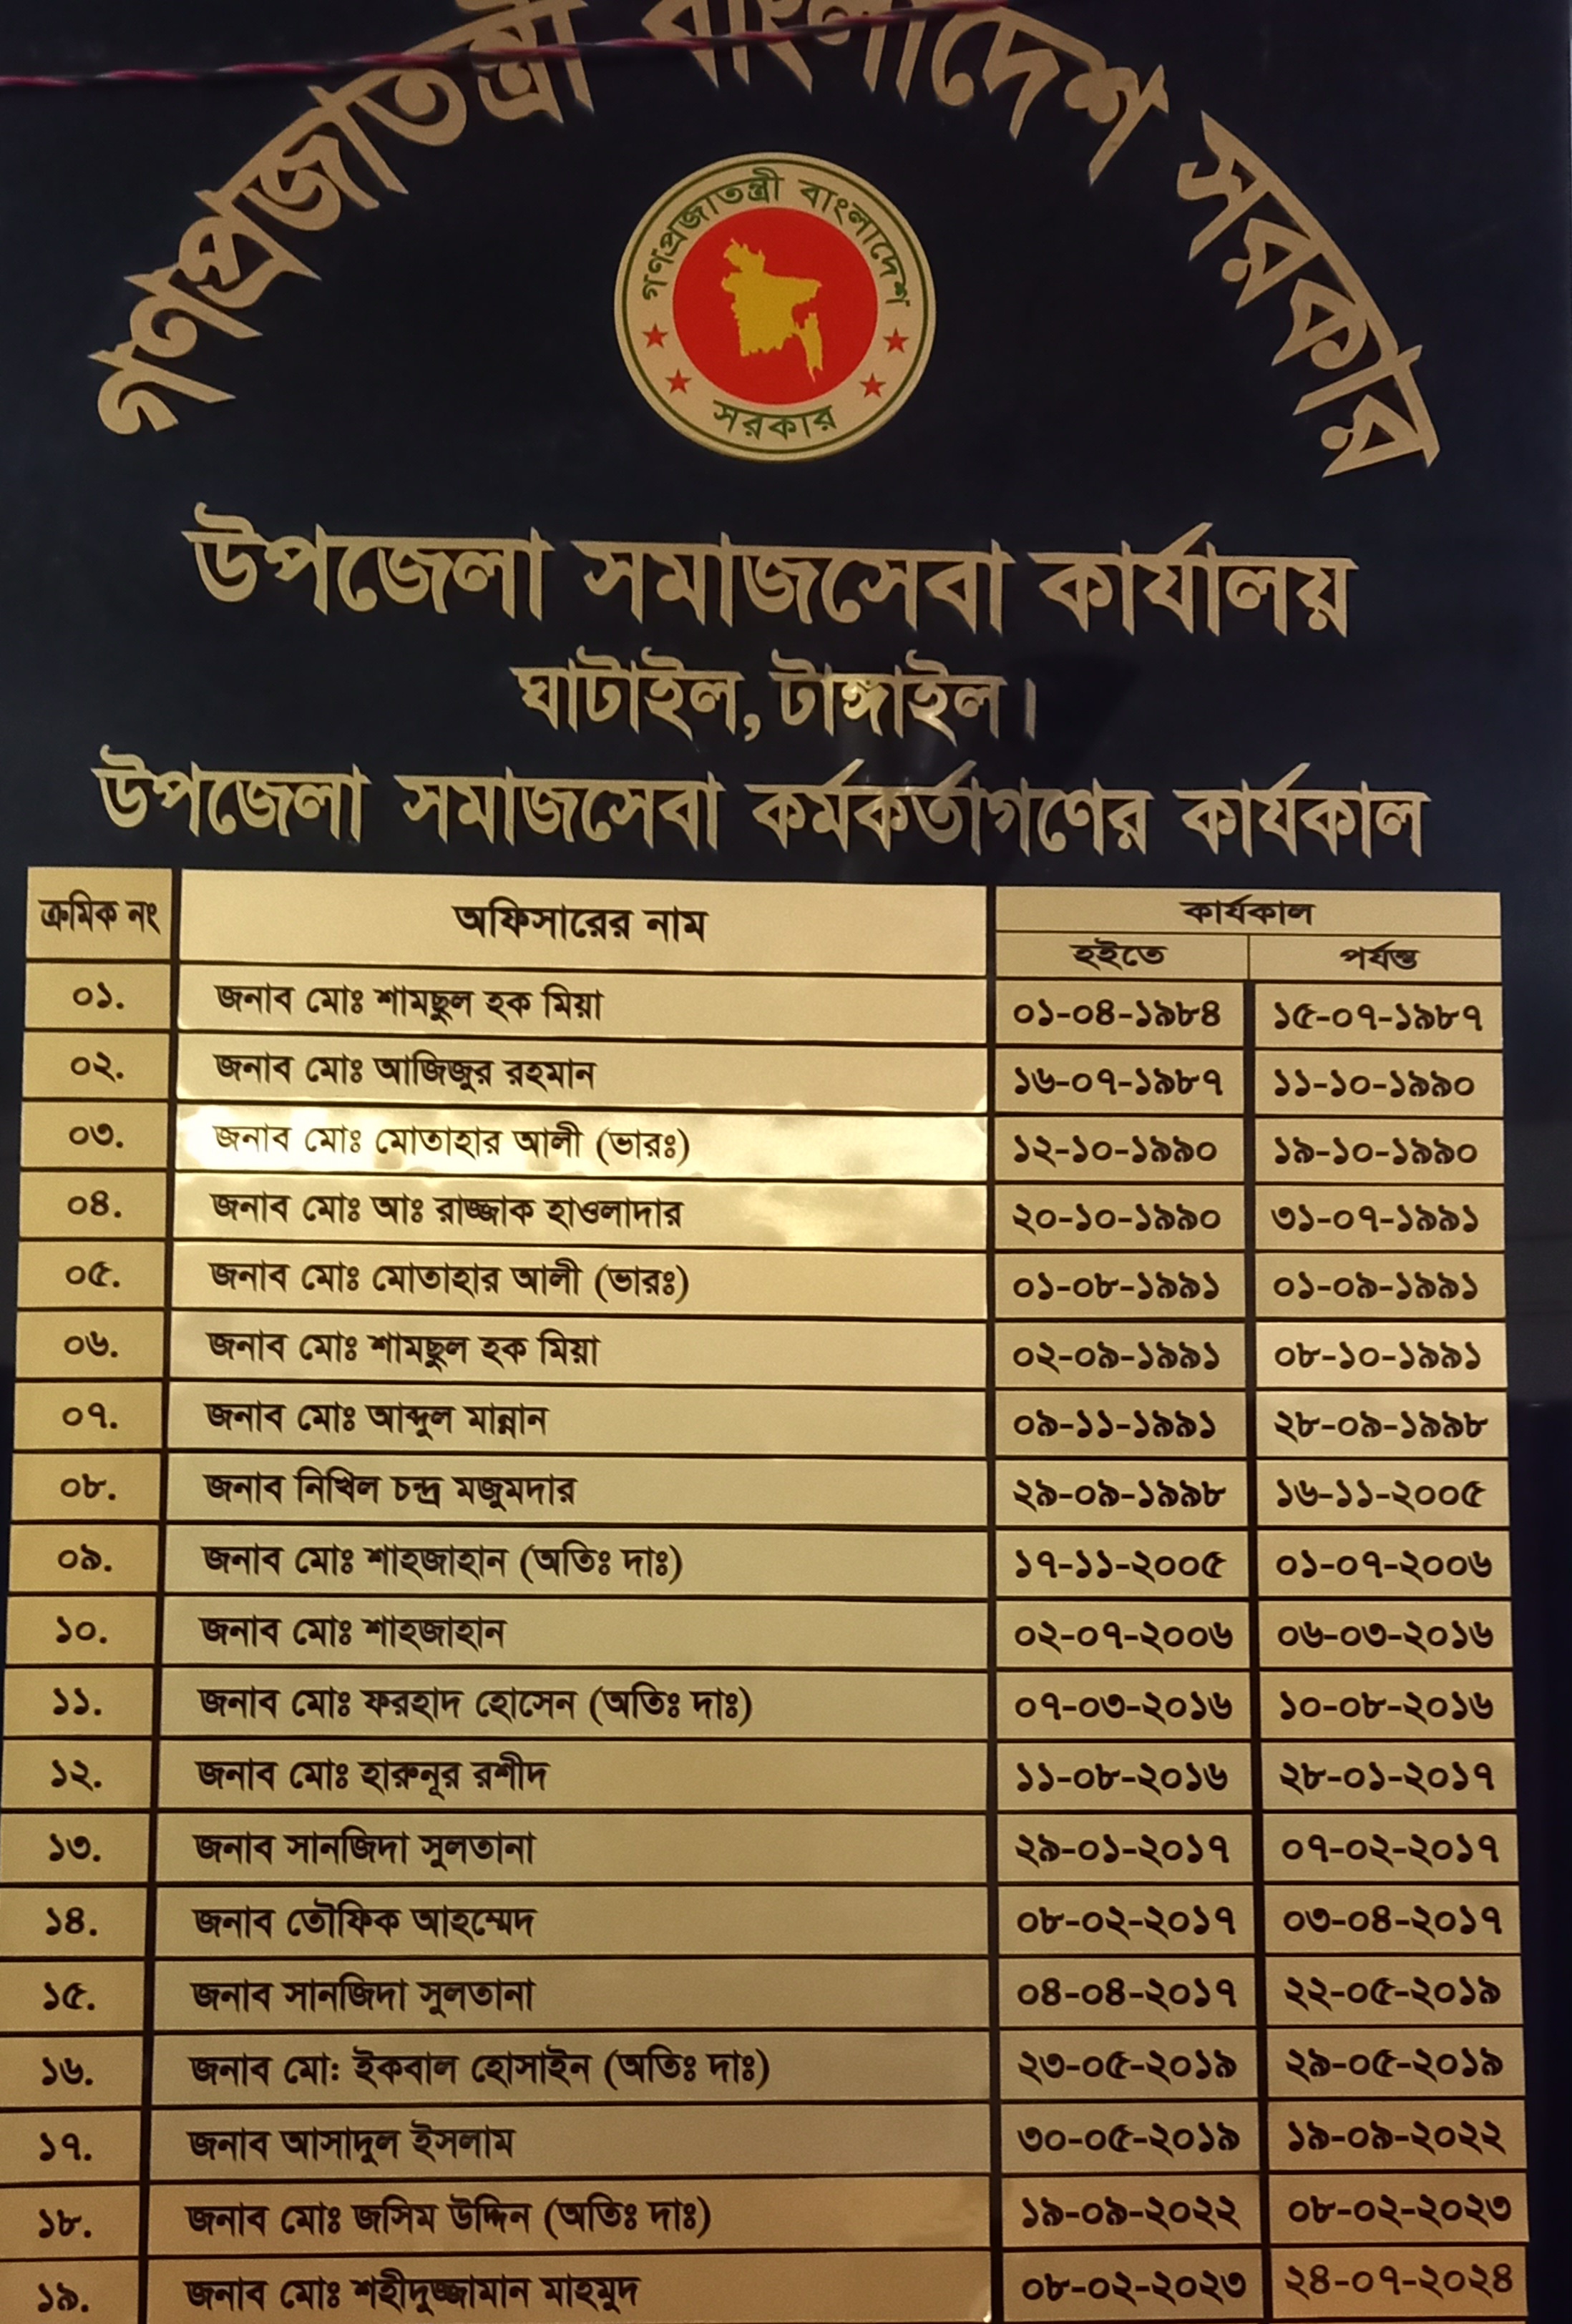 গণপ্রজাতন্ত্রী বাংলাদেশ সরকার
গণপ্রজাতন্ত্রী বাংলাদেশ
সরকার
উপজেলা সমাজসেবা কার্যালয়
ঘাটাইল, টাঙ্গাইল।
উপজেলা সমাজসেবা কর্মকর্তাগণের কার্যকাল
ক্রমিক নং অফিসারের নাম কার্যকাল
হইতে পর্যন্ত
০১. জনাব মোঃ শামছুল হক মিয়া ০১-০৪-১৯৮৪ ১৫-০৭-১৯৮৭
০২. জনাব মোঃ আজিজুর রহমান ১৬-০৭-১৯৮৭ ১১-১০-১৯৯০
০৩. জনাব মোঃ মোতাহার আলী (ভারঃ) ১২-১০-১৯৯০ ১৯-১০-১৯৯০
০৪. জনাব মোঃ আঃ রাজ্জাক হাওলাদার ২০-১০-১৯৯০ ৩১-০৭-১৯৯১
০৫. জনাব মোঃ মোতাহার আলী (ভারঃ) ০১-০৮-১৯৯১ ০১-০৯-১৯৯১
০৬. জনাব মোঃ শামছুল হক মিয়া ০২-০৯-১৯৯১ ০৮-১০-১৯৯১
০৭. জনাব মোঃ আব্দুল মান্নান ০৯-১১-১৯৯১ ২৮-০৯-১৯৯৮
০৮. জনাব নিখিল চন্দ্র মজুমদার ২৯-০৯-১৯৯৮ ১৬-১১-২০০৫
০৯. জনাব মোঃ শাহজাহান (অতিঃ দাঃ) ১৭-১১-২০০৫ ০১-০৭-২০০৬
১০. জনাব মোঃ শাহজাহান ০২-০৭-২০০৬ ০৬-০৩-২০১৬
১১. জনাব মোঃ ফরহাদ হোসেন (অতিঃ দাঃ) ০৭-০৩-২০১৬ ১০-০৮-২০১৬
১২. জনাব মোঃ হারুনূর রশীদ ১১-০৮-২০১৬ ২৮-০১-২০১৭
১৩. জনাব সানজিদা সুলতানা ২৯-০১-২০১৭ ০৭-০২-২০১৭
১৪. জনাব তৌফিক আহম্মেদ ০৮-০২-২০১৭ ০৩-০৪-২০১৭
১৫. জনাব সানজিদা সুলতানা ০৪-০৪-২০১৭ ২২-০৫-২০১৯
১৬. জনাব মো: ইকবাল হোসাইন (অতিঃ দাঃ) ২৩-০৫-২০১৯ ২৯-০৫-২০১৯
১৭. জনাব আসাদুল ইসলাম ৩০-০৫-২০১৯ ১৯-০৯-২০২২
১৮. জনাব মোঃ জসিম উদ্দিন (অতিঃ দাঃ) ১৯-০৯-২০২২ ০৮-০২-২০২৩
১৯. জনাব মোঃ শহীদুজ্জামান মাহমুদ ০৮-০২-২০২৩ ২৪-০৭-২০২৪